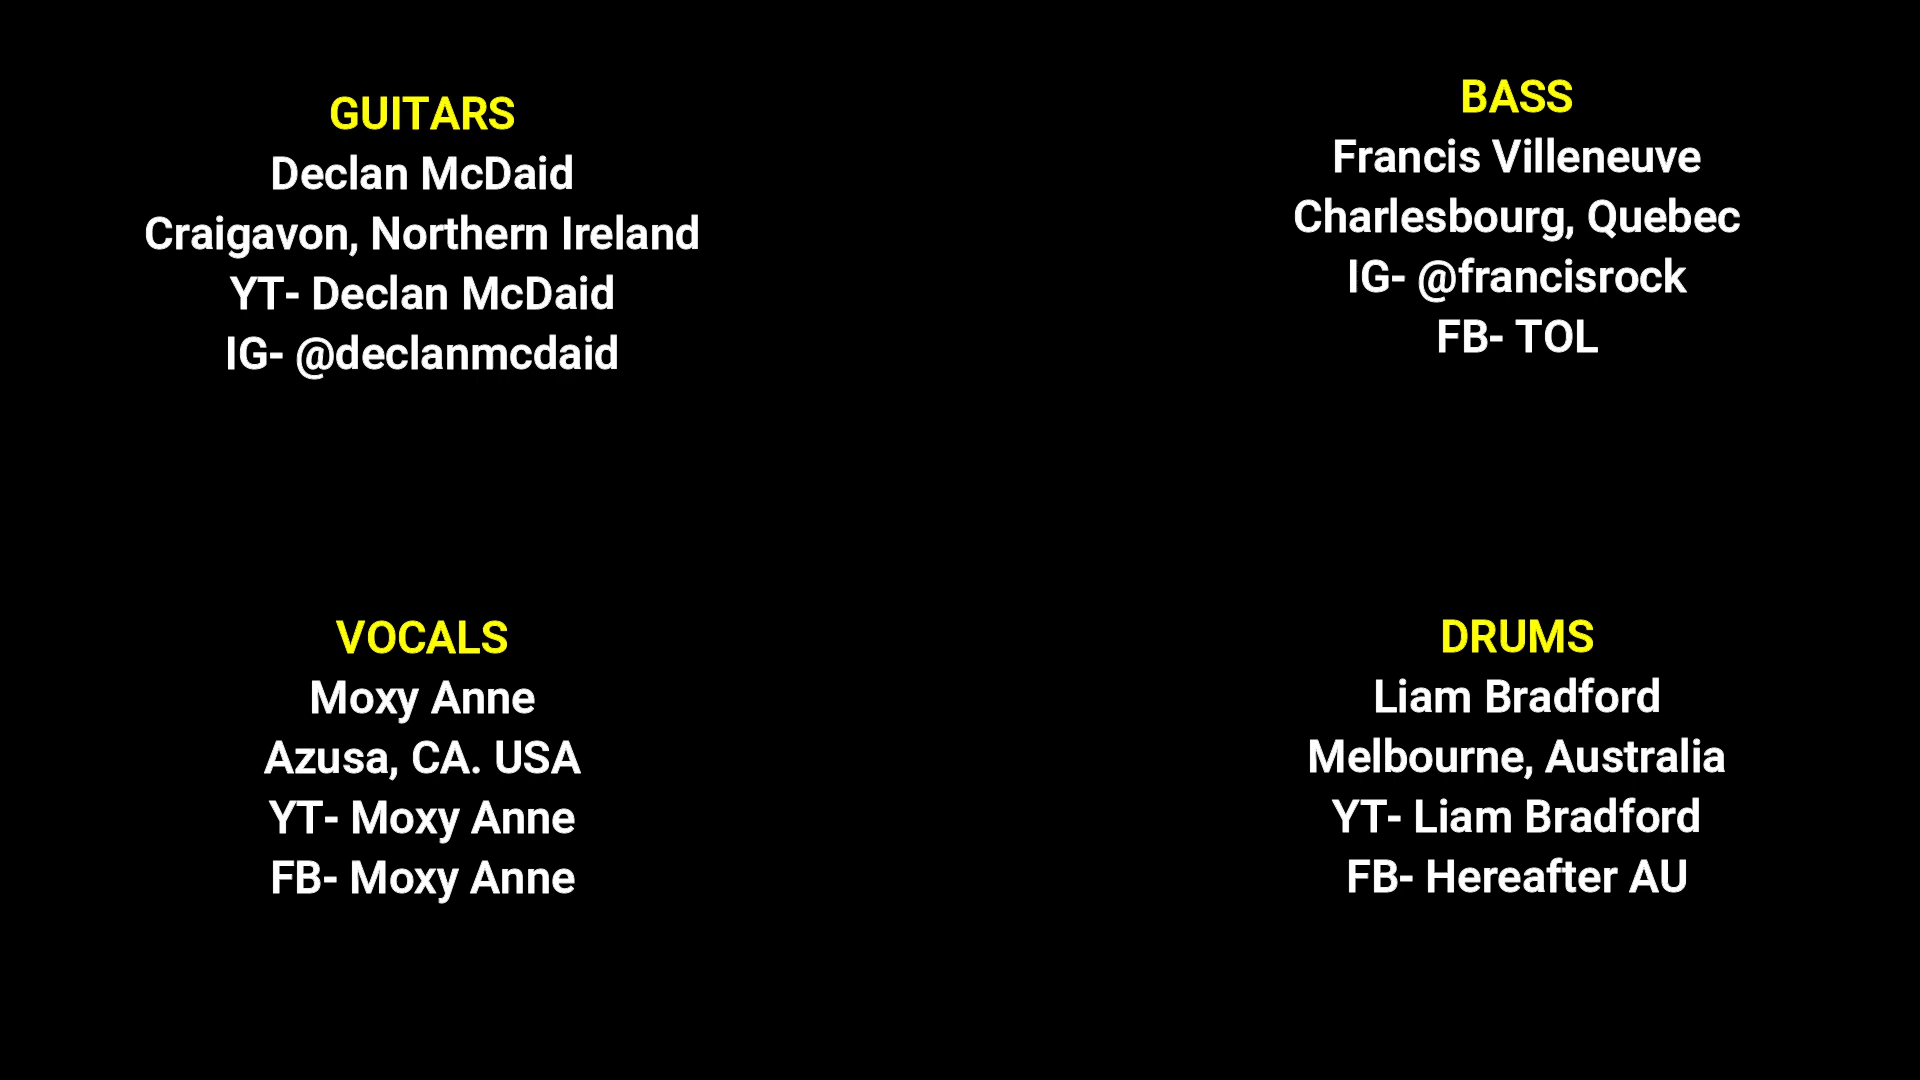 GUITARS
Declan McDaid
Craigavon, Northern Ireland
YT- Declan McDaid
IG- @declanmcdaid
BASS
Francis Villeneuve
Charlesbourg, Quebec
IG- @francisrock
FB- TOL
VOCALS
Moxy Anne
Azusa, CA. USA
YT- Moxy Anne
FB- Moxy Anne
DRUMS
Liam Bradford
Melbourne, Australia
YT- Liam Bradford
FB- Hereafter AU